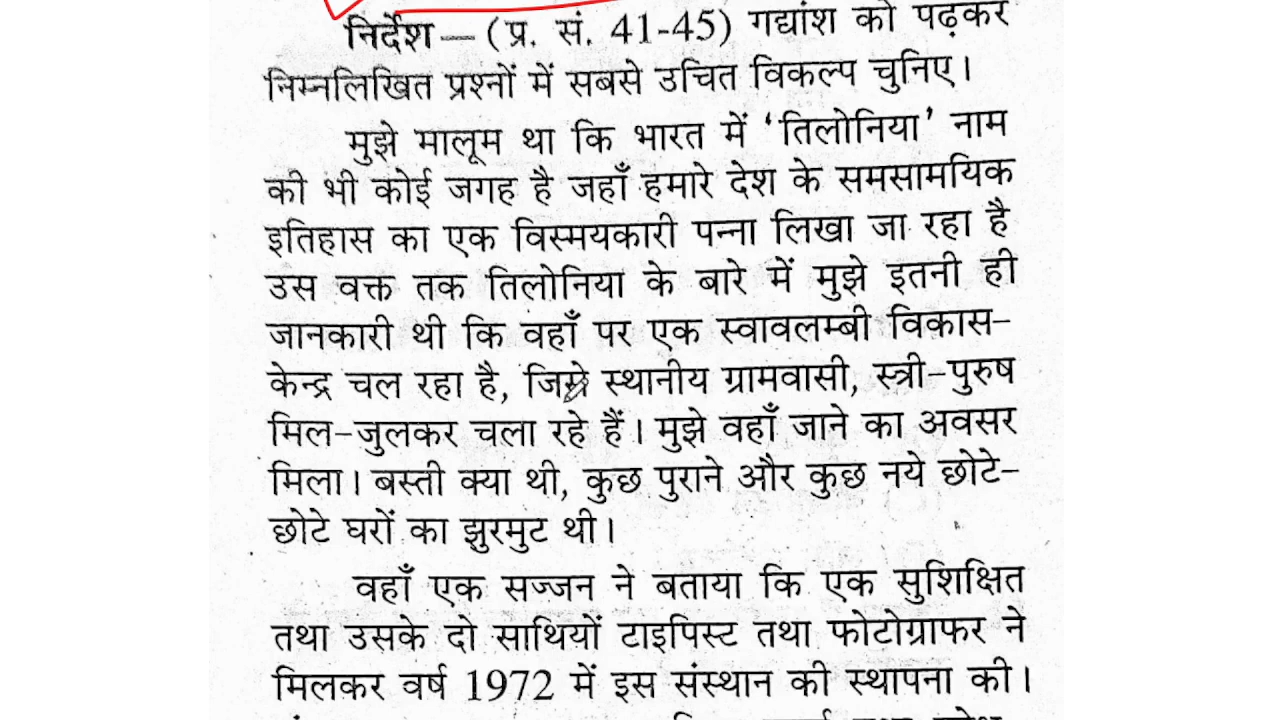 निर्देश— (प्र. सं. 41-45) गद्यांश को पढ़कर
निम्नलिखित प्रश्नों में सबसे उचित विकल्प चुनिए।
मुझे मालूम था कि भारत में ‘तिलोनिया’ नाम
की भी कोई जगह है जहाँ हमारे देश के समसामयिक
इतिहास का एक विस्मयकारी पन्ना लिखा जा रहा है
उस वक्त तक तिलोनिया के बारे में मुझे इतनी ही
जानकारी थी कि वहाँ पर एक स्वावलम्बी विकास-
केन्द्र चल रहा है, जिसे स्थानीय ग्रामवासी, स्त्री-पुरुष
मिल-जुलकर चला रहे हैं। मुझे वहाँ जाने का अवसर
मिला। बस्ती क्या थी, कुछ पुराने और कुछ नये छोटे-
छोटे घरों का झुरमुट थी।
वहाँ एक सज्जन ने बताया कि एक सुशिक्षित
तथा उसके दो साथियों टाइपिस्ट तथा फोटोग्राफर ने
मिलकर वर्ष 1972 में इस संस्थान की स्थापना की।